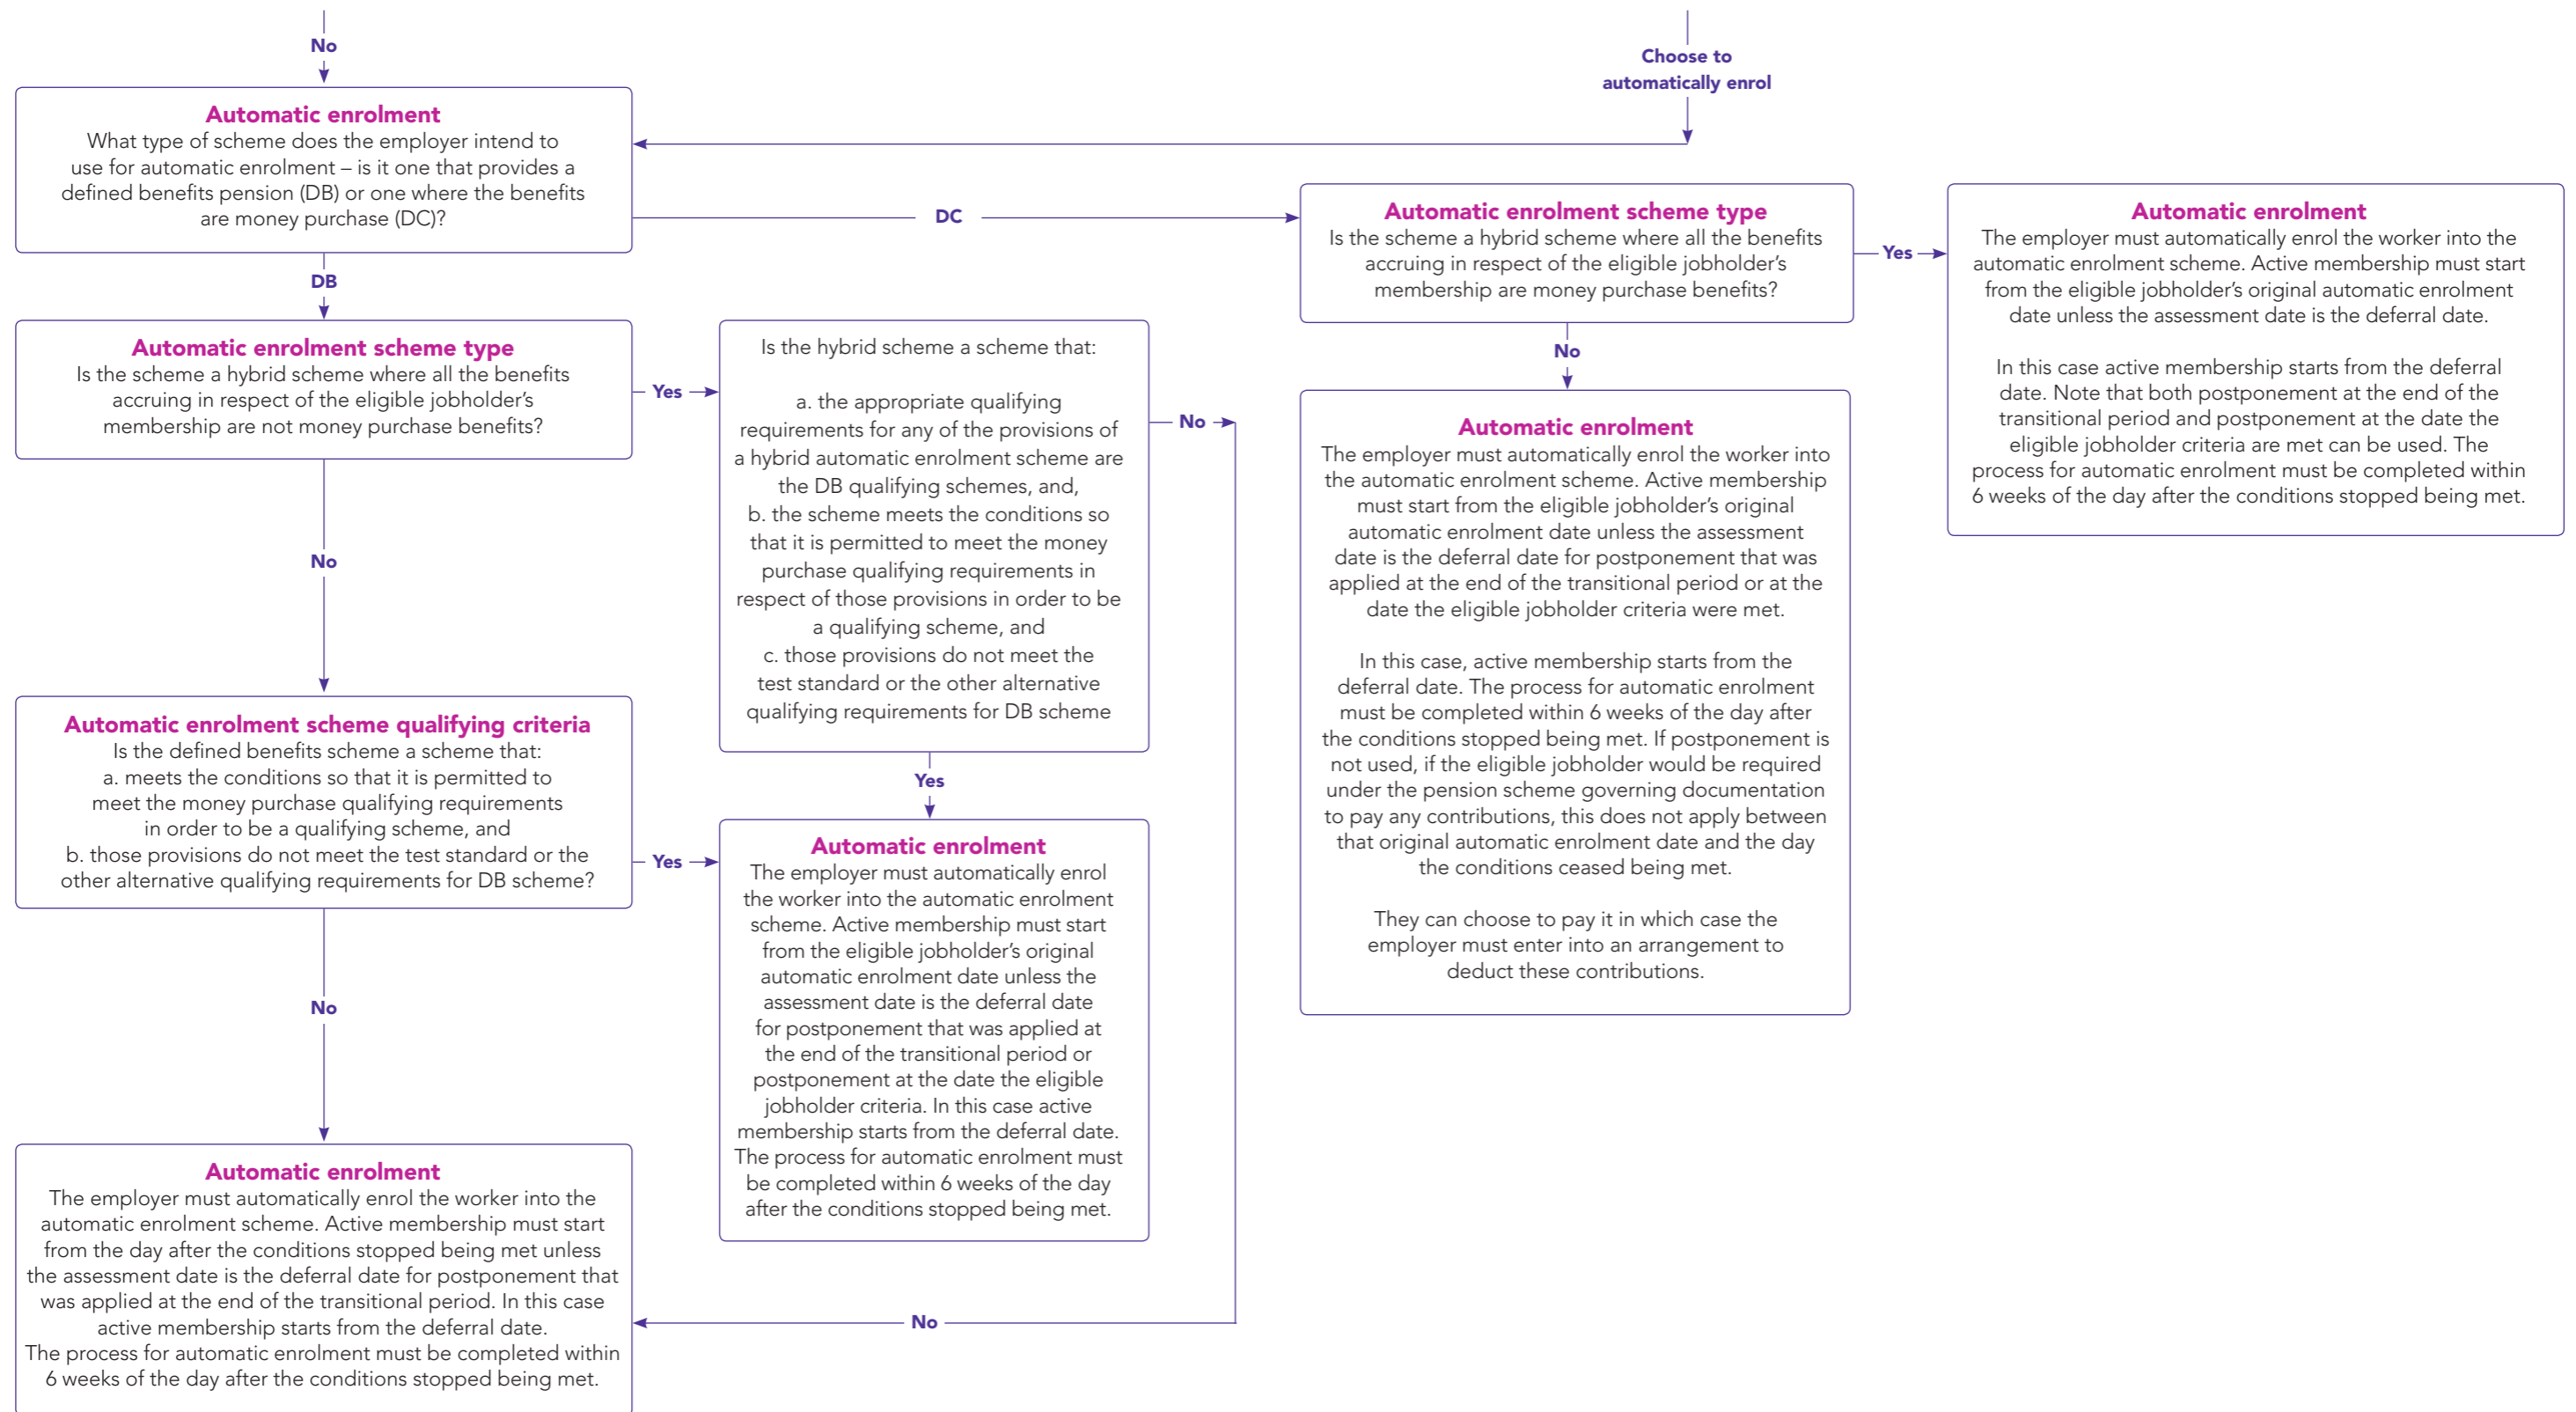 No
Choose to
automatically enrol
Automatic enrolment
What type of scheme does the employer intend to
use for automatic enrolment – is it one that provides a
defined benefits pension (DB) or one where the benefits
are money purchase (DC)?
DC
DB
Automatic enrolment scheme type
Is the scheme a hybrid scheme where all the benefits
accruing in respect of the eligible jobholder’s
membership are money purchase benefits?
Yes
Automatic enrolment
The employer must automatically enrol the worker into the
automatic enrolment scheme. Active membership must start
from the eligible jobholder’s original automatic enrolment
date unless the assessment date is the deferral date.
In this case active membership starts from the deferral
date. Note that both postponement at the end of the
transitional period and postponement at the date the
eligible jobholder criteria are met can be used. The
process for automatic enrolment must be completed within
6 weeks of the day after the conditions stopped being met.
Automatic enrolment scheme type
Is the scheme a hybrid scheme where all the benefits
accruing in respect of the eligible jobholder’s
membership are not money purchase benefits?
Yes
Is the hybrid scheme a scheme that:
a. the appropriate qualifying
requirements for any of the provisions of
a hybrid automatic enrolment scheme are
the DB qualifying schemes, and,
b. the scheme meets the conditions so
that it is permitted to meet the money
purchase qualifying requirements in
respect of those provisions in order to be
a qualifying scheme, and
c. those provisions do not meet the
test standard or the other alternative
qualifying requirements for DB scheme
No
No
Automatic enrolment
The employer must automatically enrol the worker into
the automatic enrolment scheme. Active membership
must start from the eligible jobholder’s original
automatic enrolment date unless the assessment
date is the deferral date for postponement that was
applied at the end of the transitional period or at the
date the eligible jobholder criteria were met.
In this case, active membership starts from the
deferral date. The process for automatic enrolment
must be completed within 6 weeks of the day after
the conditions stopped being met. If postponement is
not used, if the eligible jobholder would be required
under the pension scheme governing documentation
to pay any contributions, this does not apply between
that original automatic enrolment date and the day
the conditions ceased being met.
They can choose to pay it in which case the
employer must enter into an arrangement to
deduct these contributions.
No
Automatic enrolment scheme qualifying criteria
Is the defined benefits scheme a scheme that:
a. meets the conditions so that it is permitted to
meet the money purchase qualifying requirements
in order to be a qualifying scheme, and
b. those provisions do not meet the test standard or the
other alternative qualifying requirements for DB scheme?
Yes
Yes
Automatic enrolment
The employer must automatically enrol
the worker into the automatic enrolment
scheme. Active membership must start
from the eligible jobholder’s original
automatic enrolment date unless the
assessment date is the deferral date
for postponement that was applied at
the end of the transitional period or
postponement at the date the eligible
jobholder criteria. In this case active
membership starts from the deferral date.
The process for automatic enrolment must
be completed within 6 weeks of the day
after the conditions stopped being met.
No
Automatic enrolment
The employer must automatically enrol the worker into the
automatic enrolment scheme. Active membership must start
from the day after the conditions stopped being met unless
the assessment date is the deferral date for postponement that
was applied at the end of the transitional period. In this case
active membership starts from the deferral date.
The process for automatic enrolment must be completed within
6 weeks of the day after the conditions stopped being met.
No